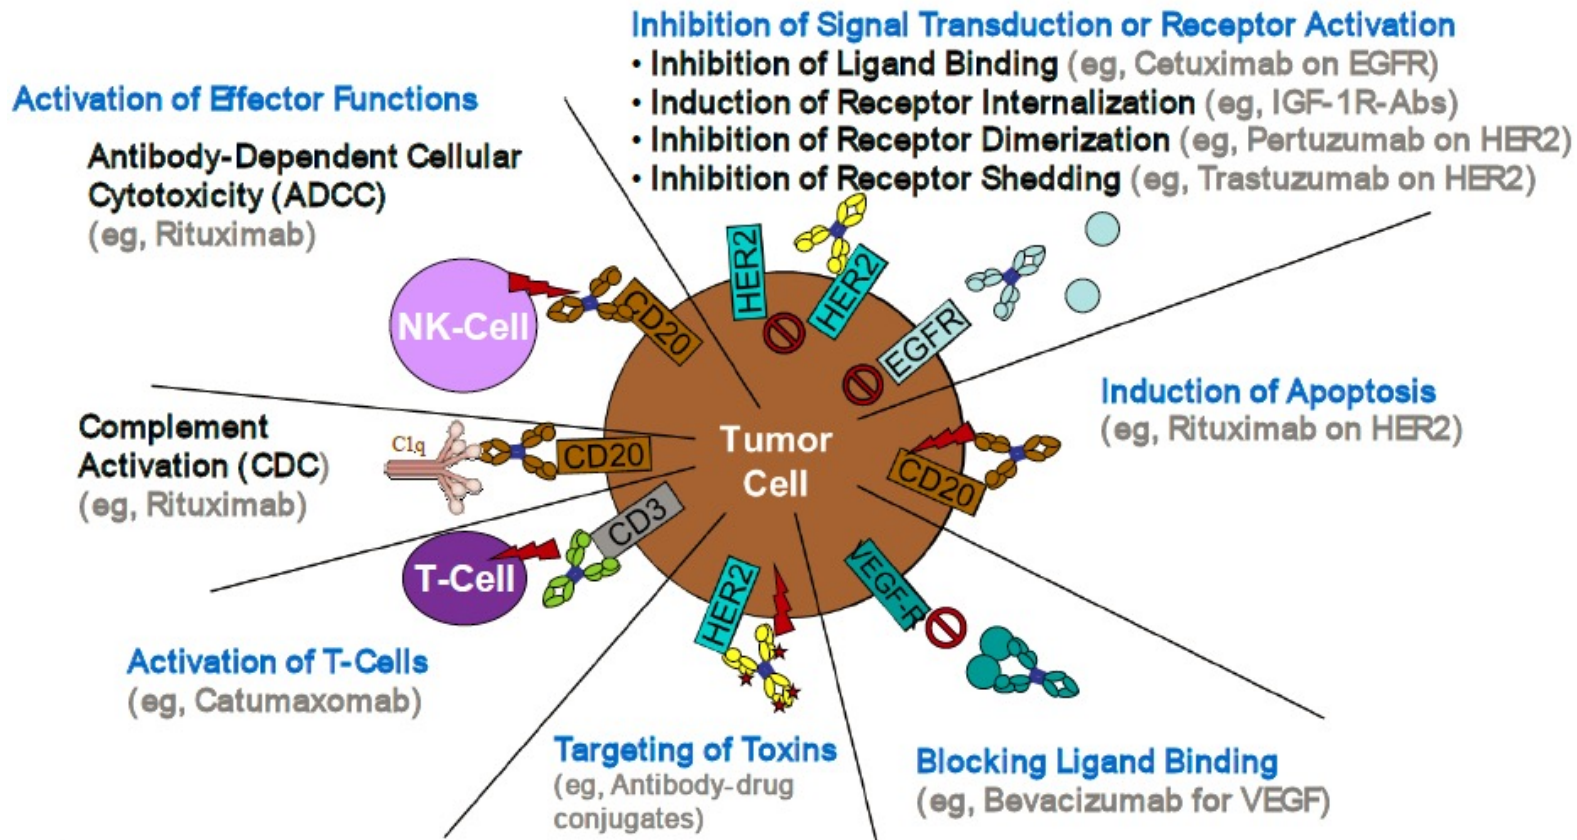 Inhibition of Signal Transduction or Receptor Activation
• Inhibition of Ligand Binding (eg, Cetuximab on EGFR)
• Induction of Receptor Internalization (eg, IGF-1R-Abs)
• Inhibition of Receptor Dimerization (eg, Pertuzumab on HER2)
• Inhibition of Receptor Shedding (eg, Trastuzumab on HER2)
Activation of Effector Functions
Antibody-Dependent Cellular
Cytotoxicity (ADCC)
(eg, Rituximab)
NK-Cell
CD20
HER2
HER2
EGFR
Induction of Apoptosis
(eg, Rituximab on HER2)
CD20
Complement
Activation (CDC)
(eg, Rituximab)
C1q
CD20
Tumor
Cell
CD3
T-Cell
Activation of T-Cells
(eg, Catumaxomab)
HER2
Targeting of Toxins
(eg, Antibody-drug
conjugates)
VEGF-R
Blocking Ligand Binding
(eg, Bevacizumab for VEGF)